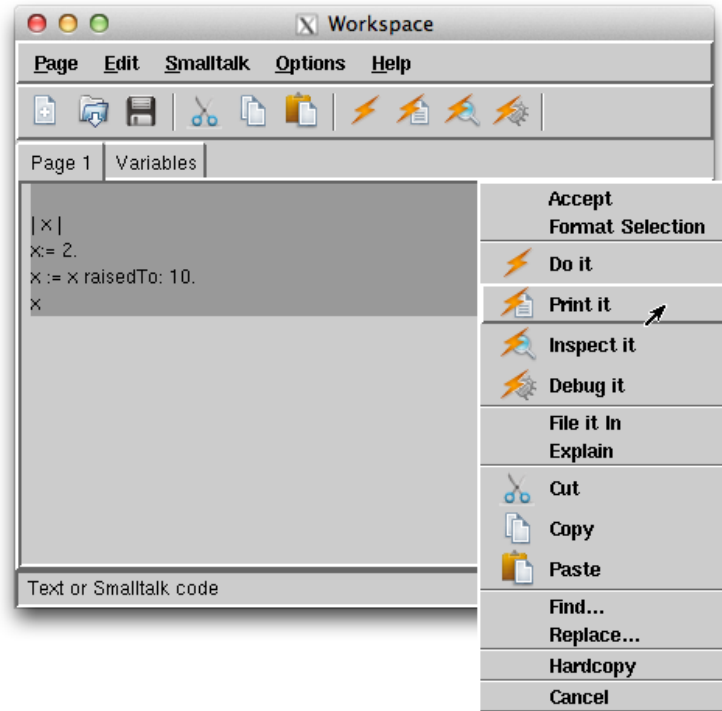 Workspace
Page Edit Smalltalk Options Help
Page 1 Variables
| x |
x:= 2.
x := x raisedTo: 10.
x
Text or Smalltalk code
Accept
Format Selection
Do it
Print it
Inspect it
Debug it
File it In
Explain
Cut
Copy
Paste
Find...
Replace...
Hardcopy
Cancel